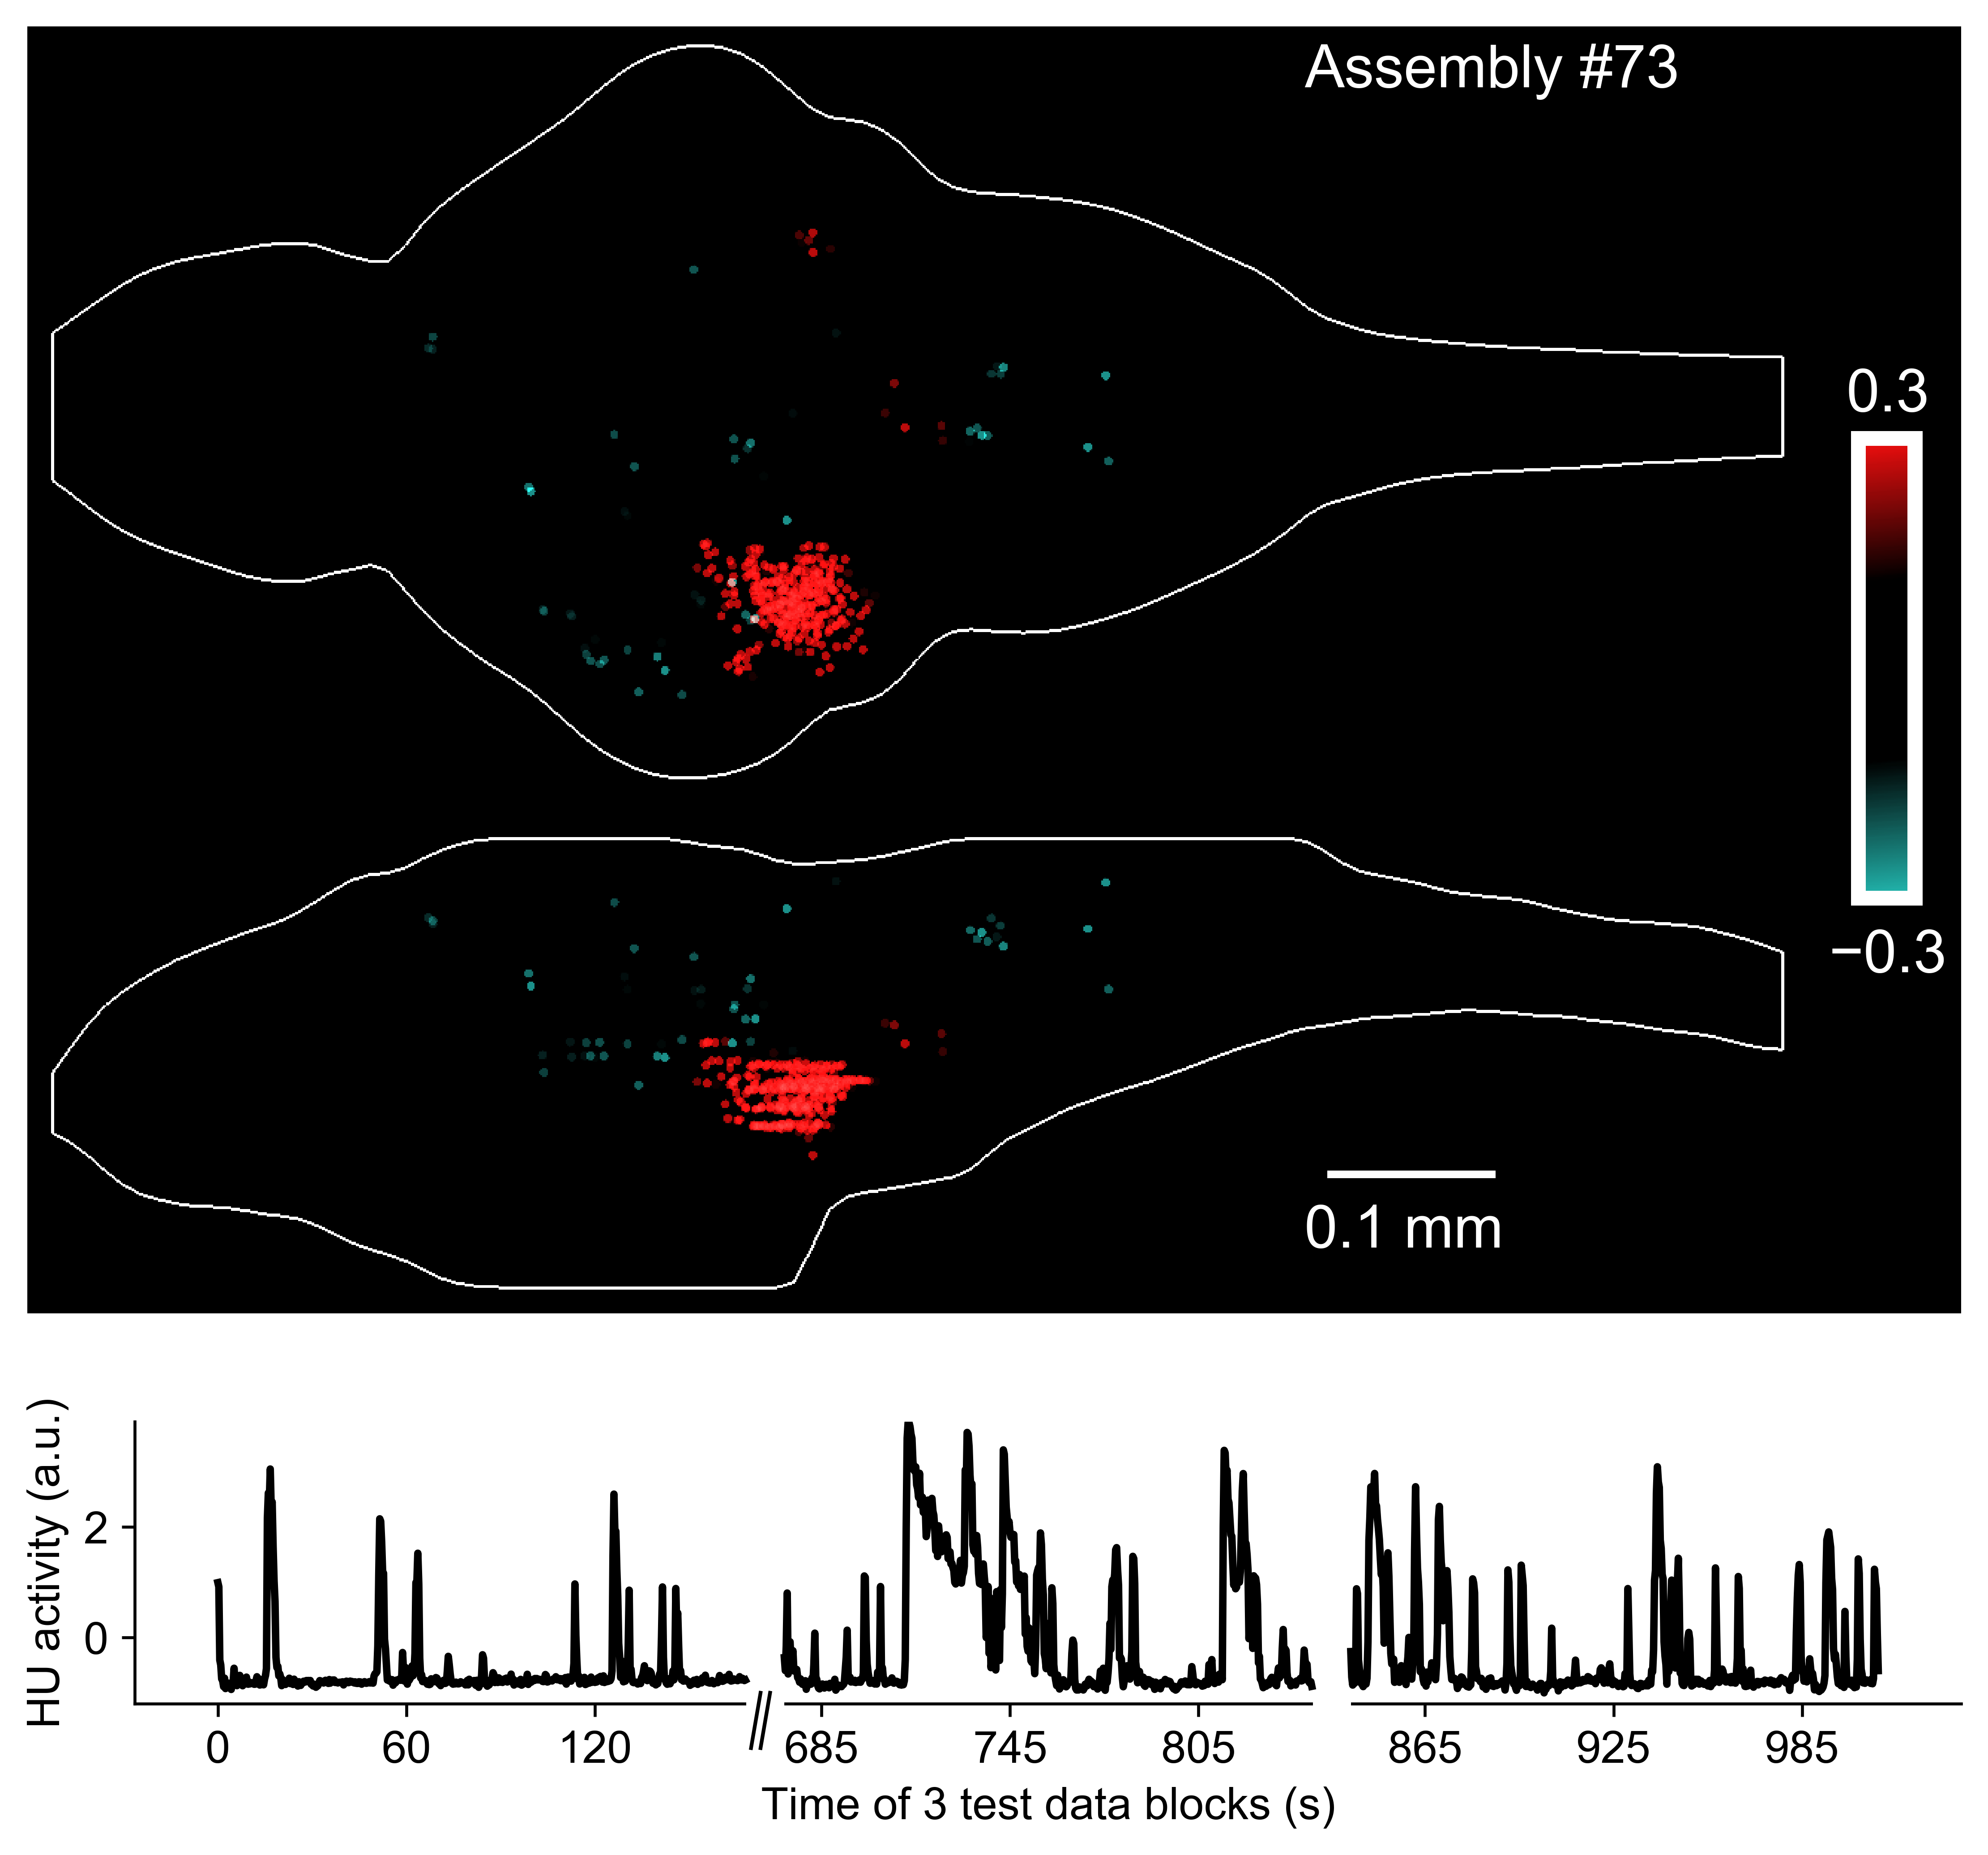 Assembly #73
0.3
−0.3
0.1 mm
HU activity (a.u.)
2
0
0 60 120 685 745 805 865 925 985
Time of 3 test data blocks (s)